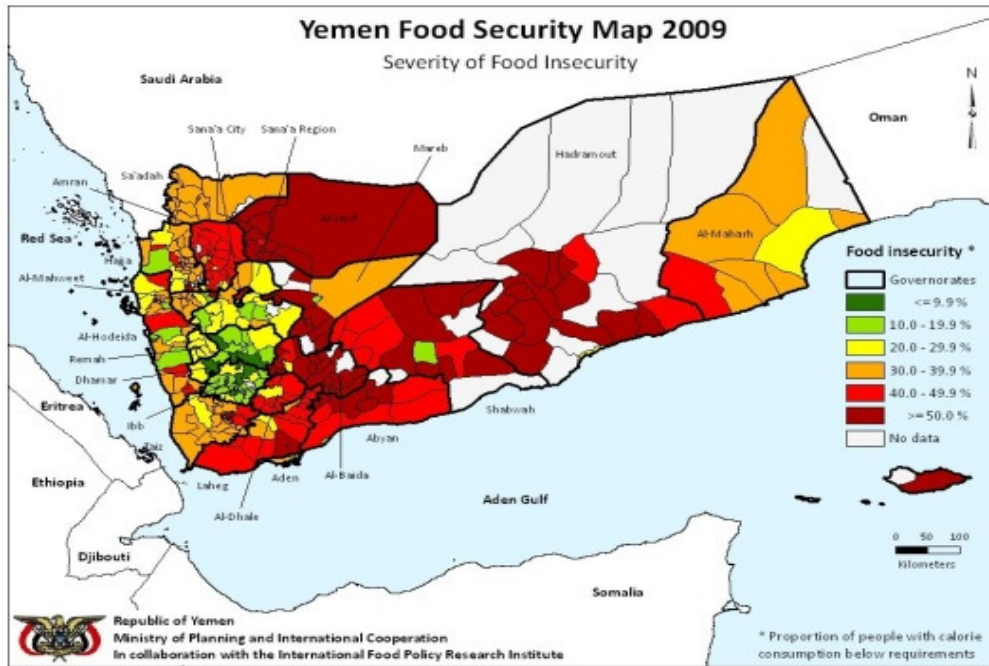 Yemen Food Security Map 2009
Severity of Food Insecurity
Saudi Arabia
N
Oman
Sana'a City
Sana'a Region
Mareb
Hadramout
Amran
Sa'adah
Al-Jawf
Red Sea
Hajja
Al-Maharh
Al-Mahweet
Al-Hodeida
Remah
Dhamar
Eritrea
Ibb
Taiz
Shabwah
Abyan
Ethiopia
Laheg
Aden
Al-Baida
Al-Dhale
Aden Gulf
Djibouti
Somalia
Food insecurity *
Governorates
<= 9.9 %
10.0 - 19.9 %
20.0 - 29.9 %
30.0 - 39.9 %
40.0 - 49.9 %
>= 50.0 %
No data
0 50 100
Kilometers
Republic of Yemen
Ministry of Planning and International Cooperation
In collaboration with the International Food Policy Research Institute
* Proportion of people with calorie
consumption below requirements